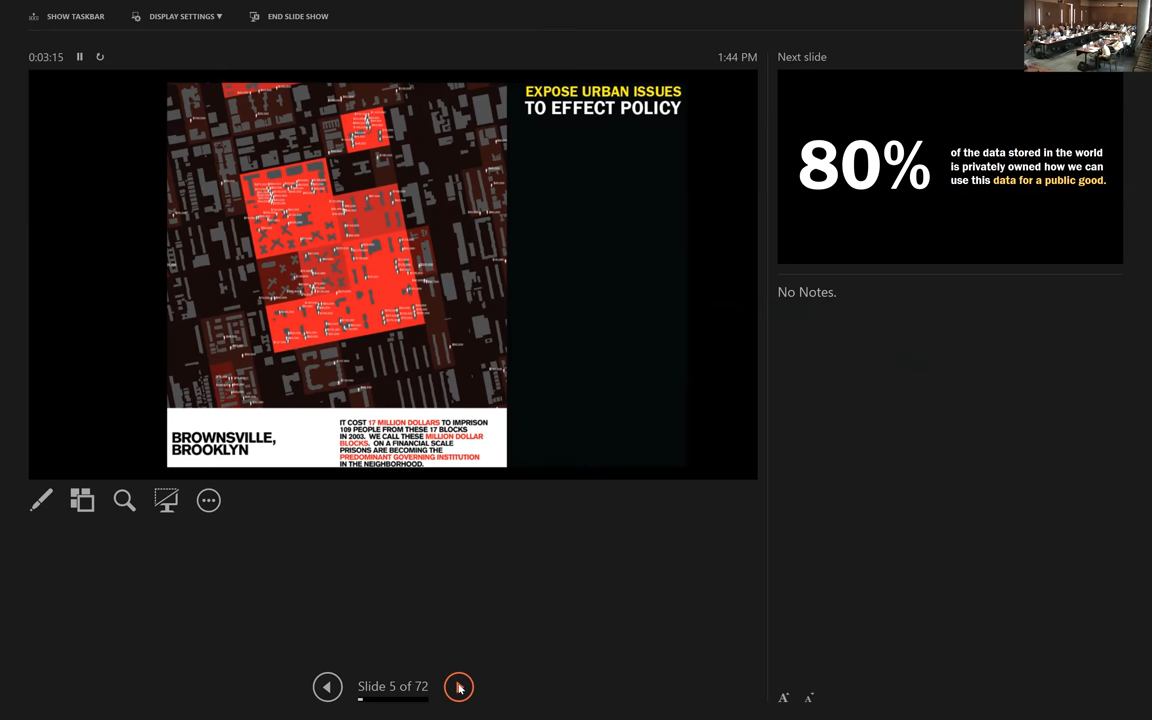 SHOW TASKBAR
DISPLAY SETTINGS ▼
END SLIDE SHOW
0:03:15
1:44 PM
EXPOSE URBAN ISSUES
TO EFFECT POLICY
BROWNSVILLE,
BROOKLYN
IT COST 17 MILLION DOLLARS TO IMPRISON
109 PEOPLE FROM THESE 17 BLOCKS
IN 2003. WE CALL THESE MILLION DOLLAR
BLOCKS. ON A FINANCIAL SCALE
PRISONS ARE BECOMING THE
PREDOMINANT GOVERNING INSTITUTION
IN THE NEIGHBORHOOD.
Slide 5 of 72
Next slide
80%
of the data stored in the world
is privately owned how we can
use this data for a public good.
No Notes.
A
A